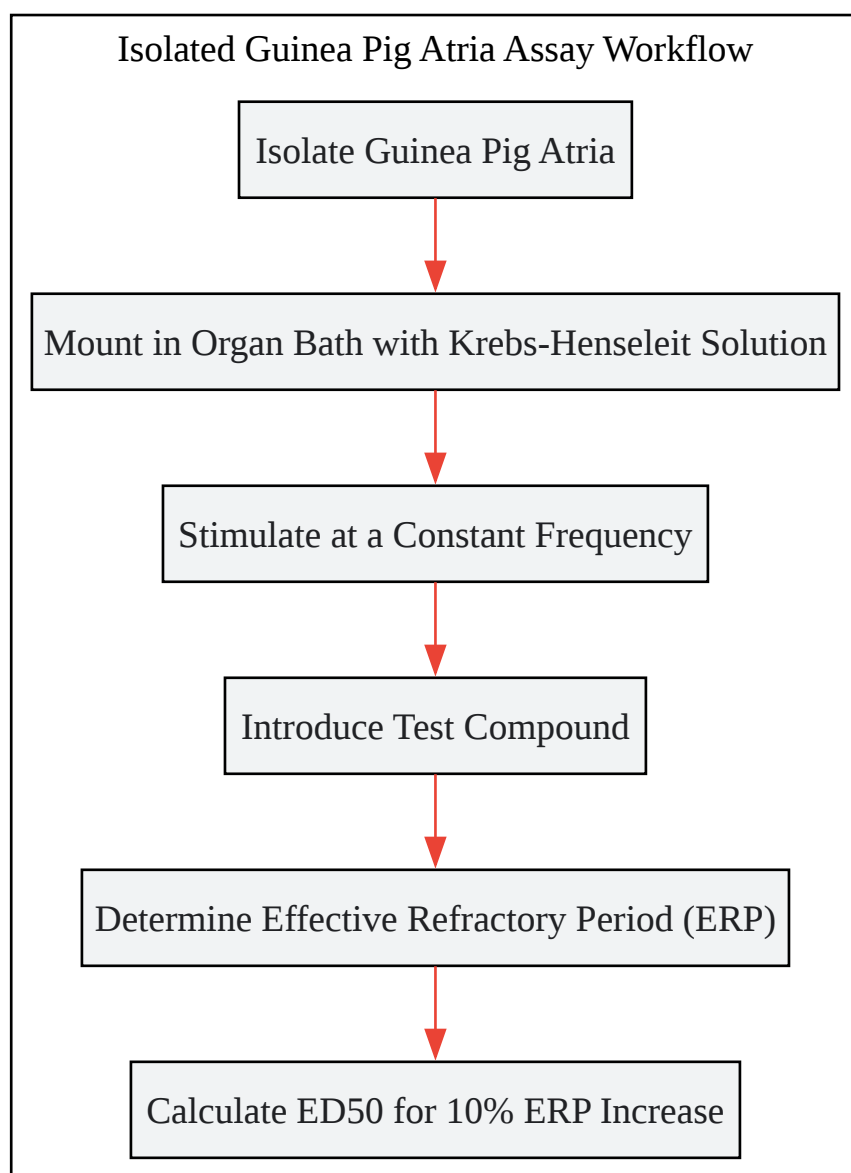 Isolated Guinea Pig Atria Assay Workflow
Isolate Guinea Pig Atria
Mount in Organ Bath with Krebs-Henseleit Solution
Stimulate at a Constant Frequency
Introduce Test Compound
Determine Effective Refractory Period (ERP)
Calculate ED50 for 10% ERP Increase